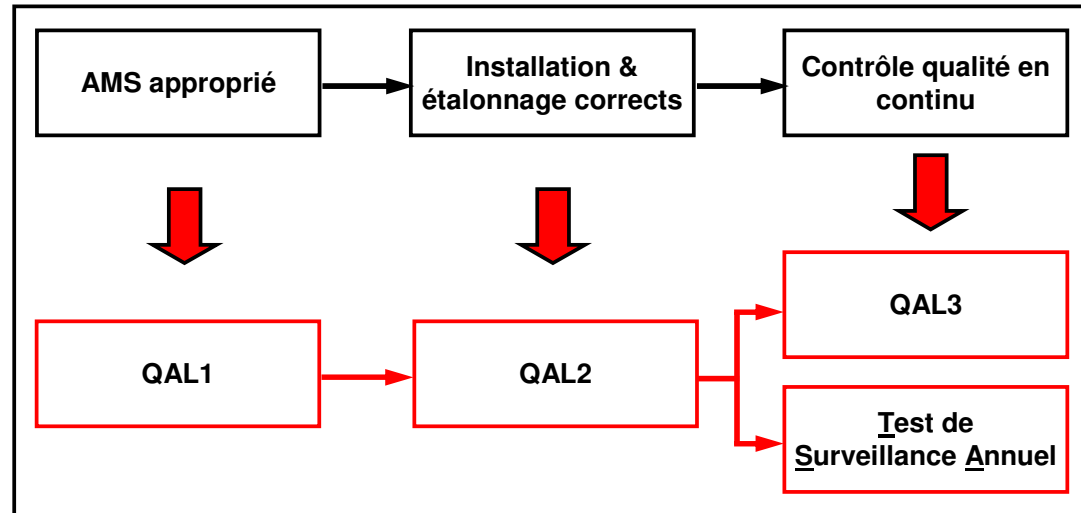 AMS approprié
Installation &
étalonnage corrects
Contrôle qualité en
continu
QAL1
QAL2
QAL3
Test de
Surveillance Annuel